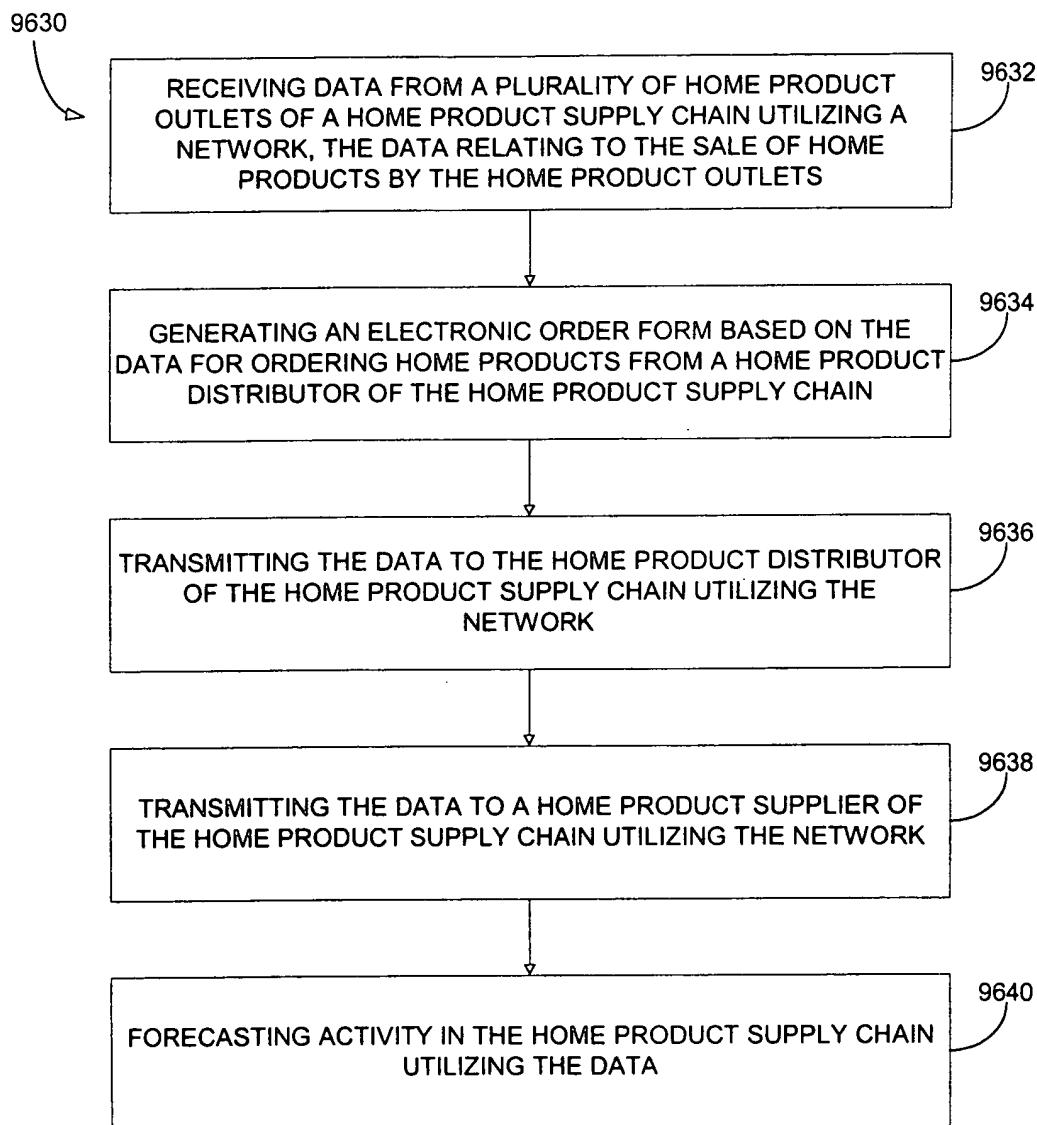 9630
9632
RECEIVING DATA FROM A PLURALITY OF HOME PRODUCT
OUTLETS OF A HOME PRODUCT SUPPLY CHAIN UTILIZING A
NETWORK, THE DATA RELATING TO THE SALE OF HOME
PRODUCTS BY THE HOME PRODUCT OUTLETS
9634
GENERATING AN ELECTRONIC ORDER FORM BASED ON THE
DATA FOR ORDERING HOME PRODUCTS FROM A HOME PRODUCT
DISTRIBUTOR OF THE HOME PRODUCT SUPPLY CHAIN
9636
TRANSMITTING THE DATA TO THE HOME PRODUCT DISTRIBUTOR
OF THE HOME PRODUCT SUPPLY CHAIN UTILIZING THE
NETWORK
9638
TRANSMITTING THE DATA TO A HOME PRODUCT SUPPLIER OF
THE HOME PRODUCT SUPPLY CHAIN UTILIZING THE NETWORK
9640
FORECASTING ACTIVITY IN THE HOME PRODUCT SUPPLY CHAIN
UTILIZING THE DATA